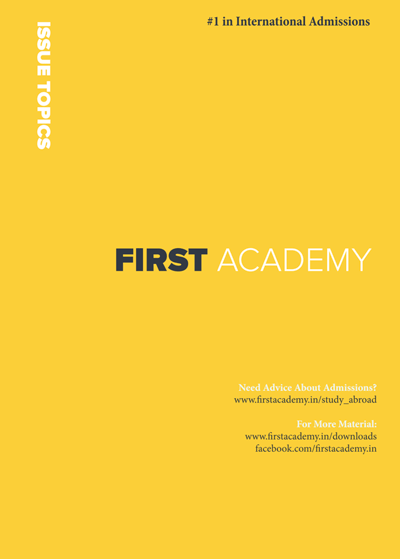 #1 in International Admissions
ISSUE TOPICS
FIRST ACADEMY
Need Advice About Admissions?
www.firstacademy.in/study_abroad
For More Material:
www.firstacademy.in/downloads
facebook.com/firstacademy.in